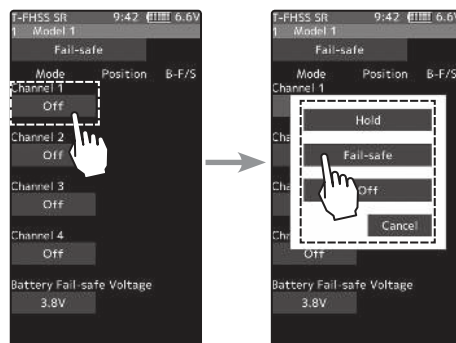 T-FHSS SR 9:42 6.6V
1 Model 1
Fail-safe
Mode Position B-F/S
Channel 1
Off
Channel 2
Off
Channel 3
Off
Channel 4
Off
Battery Fail-safe Voltage
3.8V
T-FHSS SR 9:42 6.6V
1 Model 1
Fail-safe
Mode Position B-F/S
Channel 1
Hold
Cha
Fail-safe
Cha
Off
Cancel
Cha
Off
Battery Fail-safe Voltage
3.8V